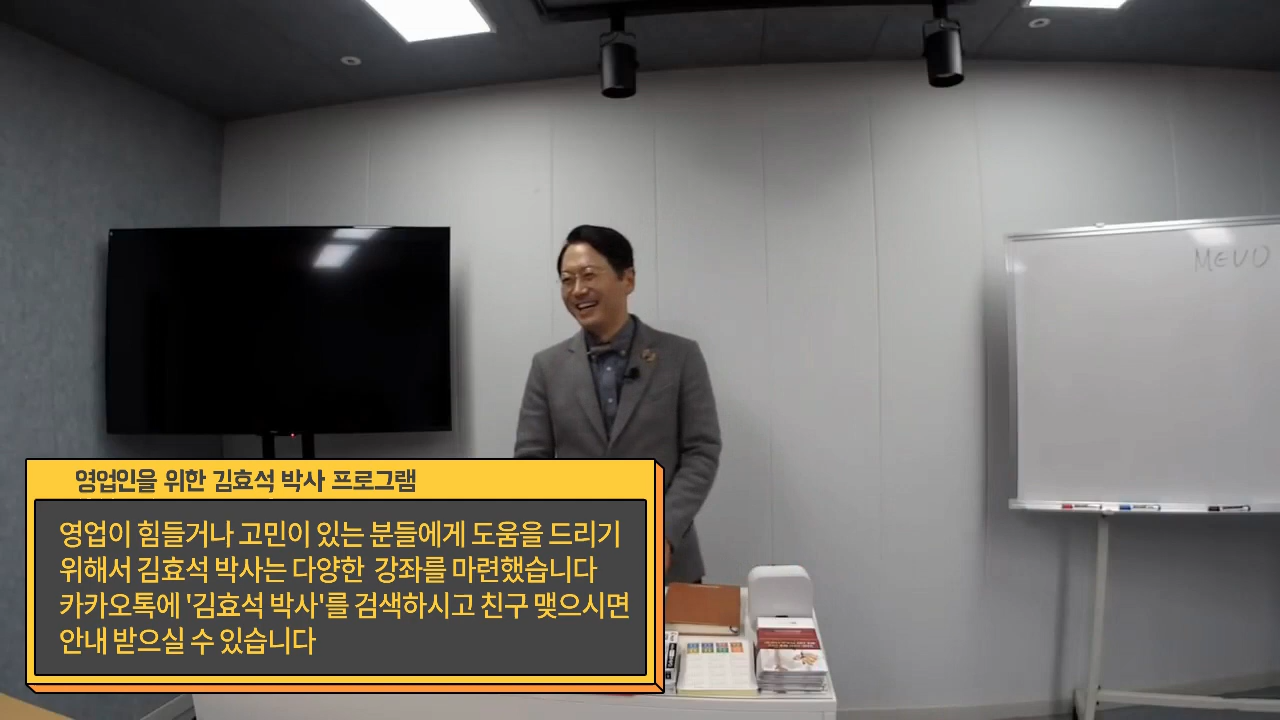 MEVO
영업인을 위한 김효석 박사 프로그램
영업이 힘들거나 고민이 있는 분들에게 도움을 드리기
위해서 김효석 박사는 다양한 강좌를 마련했습니다
카카오톡에 '김효석 박사'를 검색하시고 친구 맺으시면
안내 받으실 수 있습니다